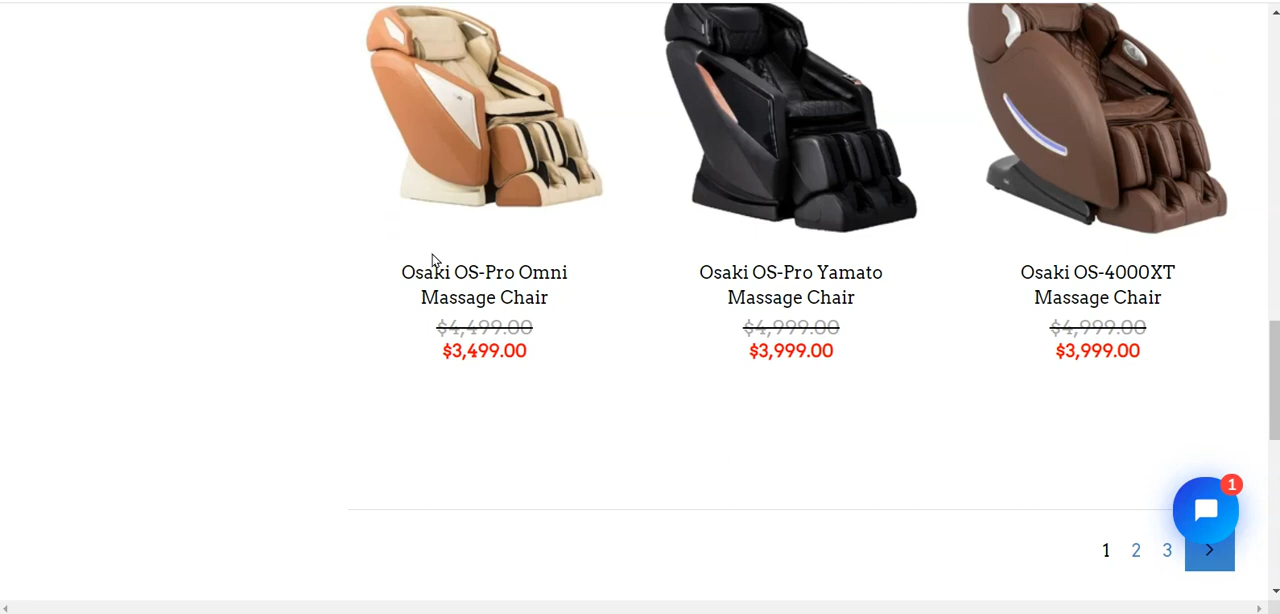 Osaki OS-Pro Omni
Massage Chair
$4,499.00
$3,499.00
Osaki OS-Pro Yamato
Massage Chair
$4,999.00
$3,999.00
Osaki OS-4000XT
Massage Chair
$4,999.00
$3,999.00
1
1 2 3 >